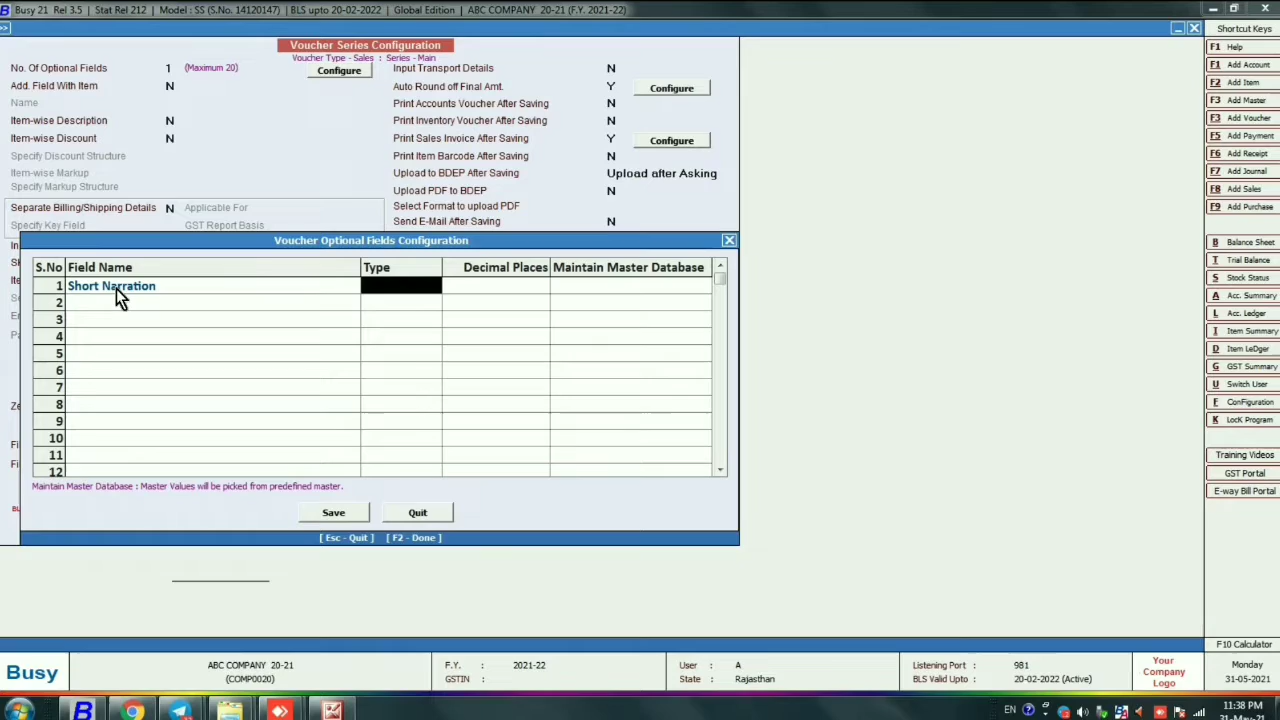 Busy 21 Rel 3.5 | Stat Rel 212 | Model : SS (S.No. 14120147) | BLS upto 20-02-2022 | Global Edition | ABC COMPANY 20-21 (F.Y. 2021-22)
>>
Voucher Series Configuration
Voucher Type - Sales : Series - Main
No. Of Optional Fields 1 (Maximum 20) Configure
Add. Field With Item N
Name
Item-wise Description N
Item-wise Discount N
Specify Discount Structure
Item-wise Markup
Specify Markup Structure
Separate Billing/Shipping Details N Applicable For
Specify Key Field GST Report Basis
Input Transport Details N
Auto Round off Final Amt. Y Configure
Print Accounts Voucher After Saving N
Print Inventory Voucher After Saving N
Print Sales Invoice After Saving Y Configure
Print Item Barcode After Saving N
Upload to BDEP After Saving Upload after Asking
Upload PDF to BDEP N
Select Format to upload PDF
Send E-Mail After Saving N
Voucher Optional Fields Configuration
S.No Field Name Type Decimal Places Maintain Master Database
1 Short Narration
2
3
4
5
6
7
8
9
10
11
12
Maintain Master Database : Master Values will be picked from predefined master.
Save Quit
[ Esc - Quit ] [ F2 - Done ]
Shortcut Keys
F1 Help
F1 Add Account
F2 Add Item
F3 Add Master
F3 Add Voucher
F5 Add Payment
F6 Add Receipt
F7 Add Journal
F8 Add Sales
F9 Add Purchase
B Balance Sheet
T Trial Balance
S Stock Status
A Acc. Summary
L Acc. Ledger
I Item Summary
D Item LeDger
G GST Summary
U Switch User
F ConFiguration
K LocK Program
Training Videos
GST Portal
E-way Bill Portal
F10 Calculator
Busy
ABC COMPANY 20-21
(COMP0020)
F.Y. : 2021-22
GSTIN :
User : A
State : Rajasthan
Listening Port : 981
BLS Valid Upto : 20-02-2022 (Active)
Your
Company
Logo
Monday
31-05-2021
EN
11:38 PM
31-May-21